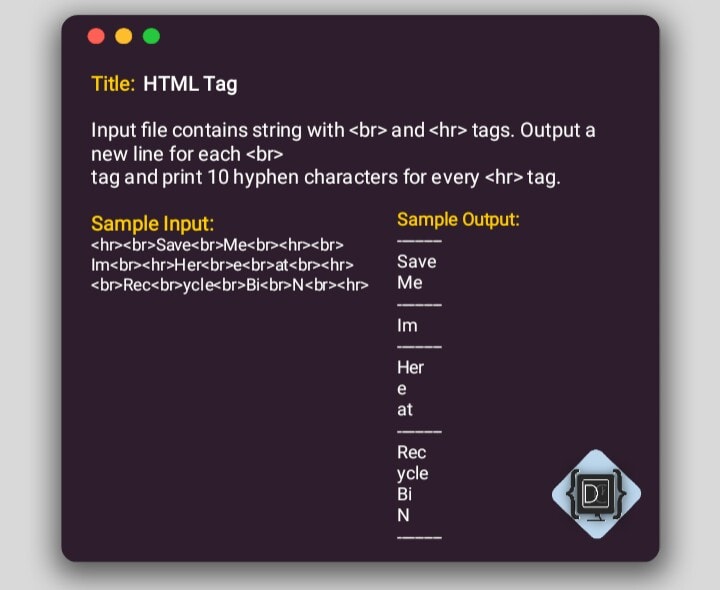 Title: HTML Tag
Input file contains string with <br> and <hr> tags. Output a
new line for each <br>
tag and print 10 hyphen characters for every <hr> tag.
Sample Input:
<hr><br>Save<br>Me<br><hr><br>
Im<br><hr>Her<br>e<br>at<br><hr>
<br>Rec<br>ycle<br>Bi<br>N<br><hr>
Sample Output:
----------
Save
Me
----------
Im
----------
Her
e
at
----------
Rec
ycle
Bi
N
----------
{D}